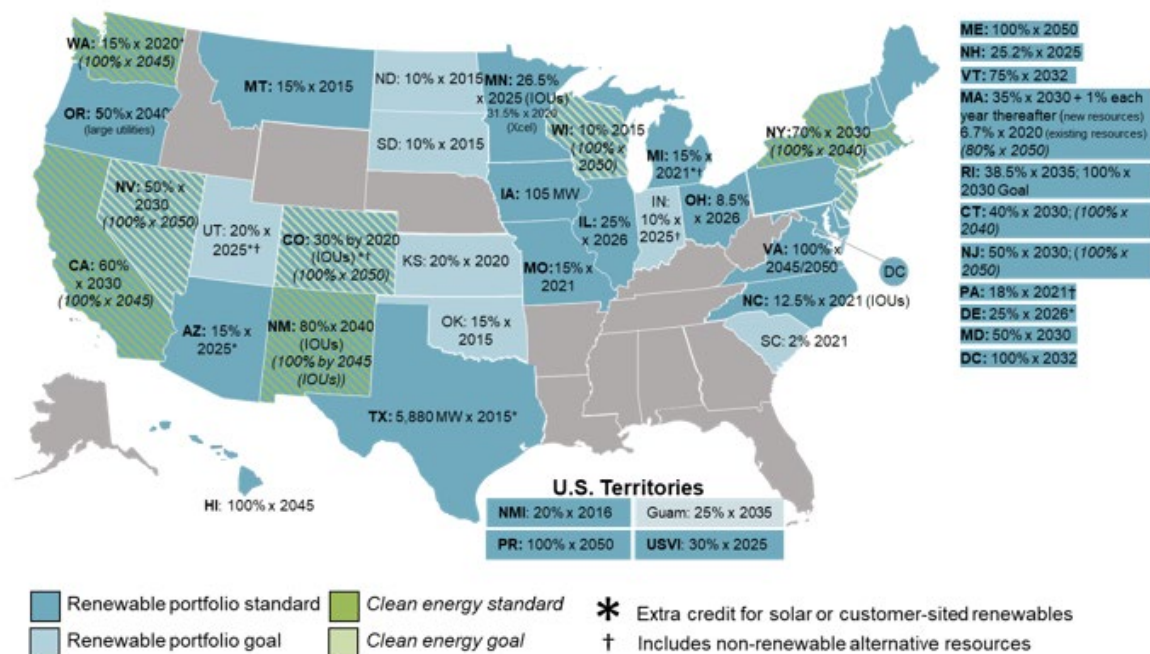 WA: 15% x 2020*
(100% x 2045)
OR: 50% x 2040
(large utilities)
MT: 15% x 2015
ND: 10% x 2015
SD: 10% x 2015
MN: 26.5%
x 2025 (IOUs)
31.5% x 2020
(Xcel)
WI: 10% 2015
(100% x
2050)
MI: 15% x
2021*†
NY:70% x 2030
(100% x 2040)
NV: 50% x
2030
(100% x 2050)
UT: 20% x
2025*†
CO: 30% by 2020
(IOUs) *†
(100% x 2050)
CA: 60%
x 2030
(100% x 2045)
AZ: 15% x
2025*
NM: 80%x 2040
(IOUs)
(100% by 2045
(IOUs))
KS: 20% x 2020
OK: 15% x
2015
TX: 5,880 MW x 2015*
IA: 105 MW
MO:15% x
2021
IL: 25%
x 2026
IN:
10% x
2025†
OH: 8.5%
x 2026
VA: 100% x
2045/2050
DC
NC: 12.5% x 2021 (IOUs)
SC: 2% 2021
HI: 100% x 2045
ME: 100% x 2050
NH: 25.2% x 2025
VT: 75% x 2032
MA: 35% x 2030 + 1% each
year thereafter (new resources)
6.7% x 2020 (existing resources)
(80% x 2050)
RI: 38.5% x 2035; 100% x
2030 Goal
CT: 40% x 2030; (100% x
2040)
NJ: 50% x 2030; (100% x
2050)
PA: 18% x 2021†
DE: 25% x 2026*
MD: 50% x 2030
DC: 100% x 2032
U.S. Territories
NMI: 20% x 2016
Guam: 25% x 2035
PR: 100% x 2050
USVI: 30% x 2025
Renewable portfolio standard
Clean energy standard
* Extra credit for solar or customer-sited renewables
Renewable portfolio goal
Clean energy goal
† Includes non-renewable alternative resources